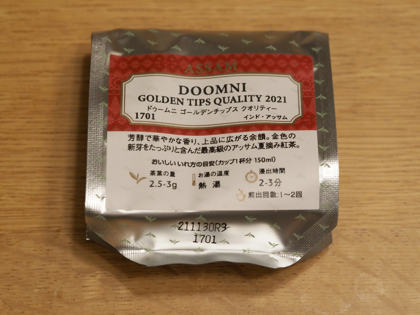 ASSAM
DOOMNI
GOLDEN TIPS QUALITY 2021
ドゥームニ ゴールデンチップス クオリティー
1701 インド・アッサム
芳醇で華やかな香り、上品に広がる余韻。金色の
新芽をたっぷりと含んだ最高級のアッサム夏摘み紅茶。
おいしいいれ方の目安(カップ1杯分 150ml)
茶葉の量 お湯の温度 浸出時間
2.5-3g 熱湯 2-3分
煎出回数:1〜2回
211130R3
1701